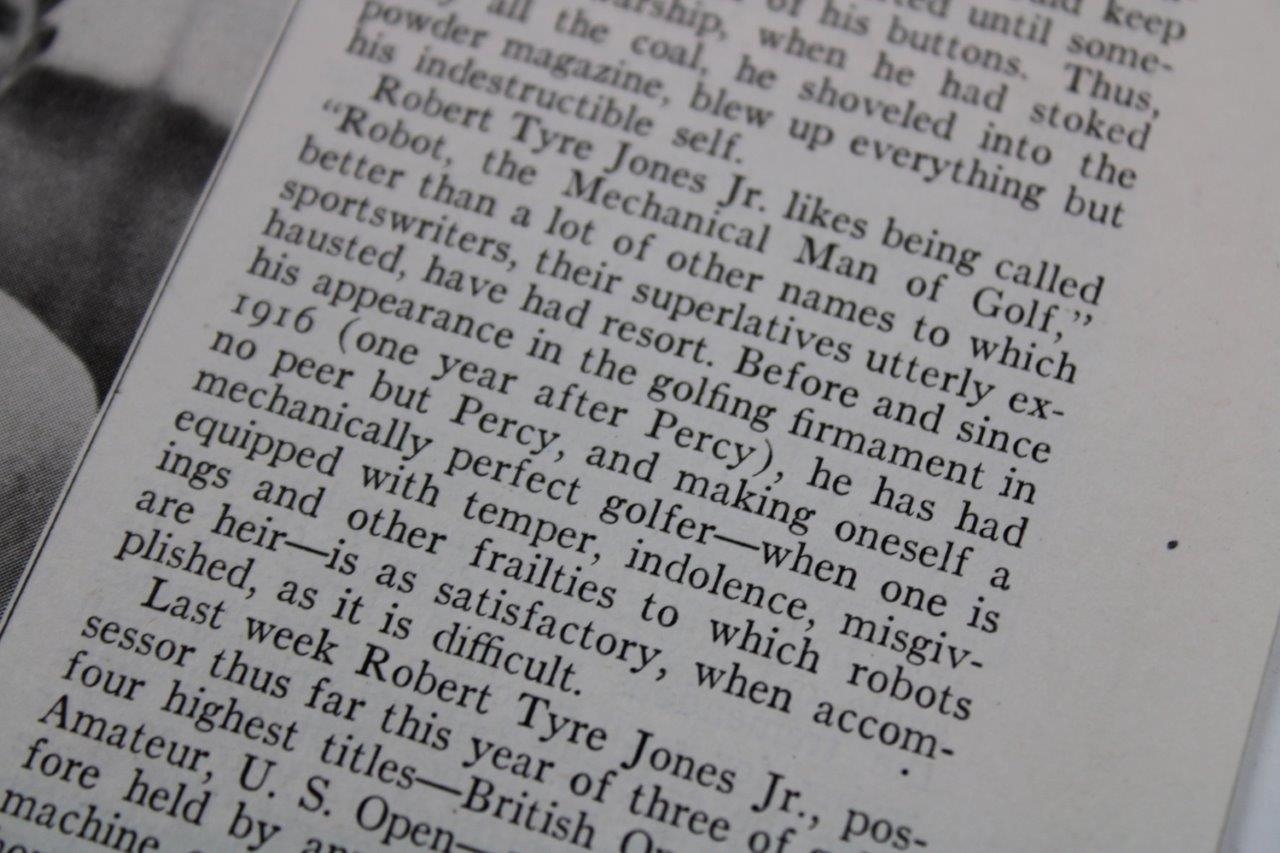 keep
until some-
of his buttons. Thus,
when he had stoked
all the coal, he shoveled into the
powder magazine, blew up everything but
his indestructible self.
Robert Tyre Jones Jr. likes being called
“Robot, the Mechanical Man of Golf,”
better than a lot of other names to which
sportswriters, their superlatives utterly ex-
hausted, have had resort. Before and since
his appearance in the golfing firmament in
1916 (one year after Percy), he has had
no peer but Percy, and making oneself a
mechanically perfect golfer—when one is
equipped with temper, indolence, misgiv-
ings and other frailties to which robots
are heir—is as satisfactory, when accom-
plished, as it is difficult.
Last week Robert Tyre Jones Jr., pos-
sessor thus far this year of three of
four highest titles—British
Amateur, U. S. Open—
fore held by
machine